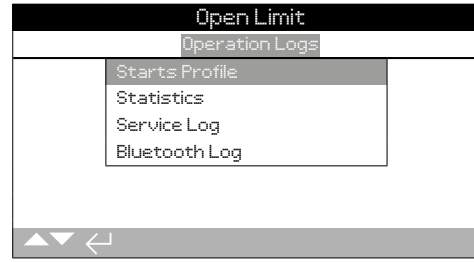 Open Limit
Operation Logs
Starts Profile
Statistics
Service Log
Bluetooth Log